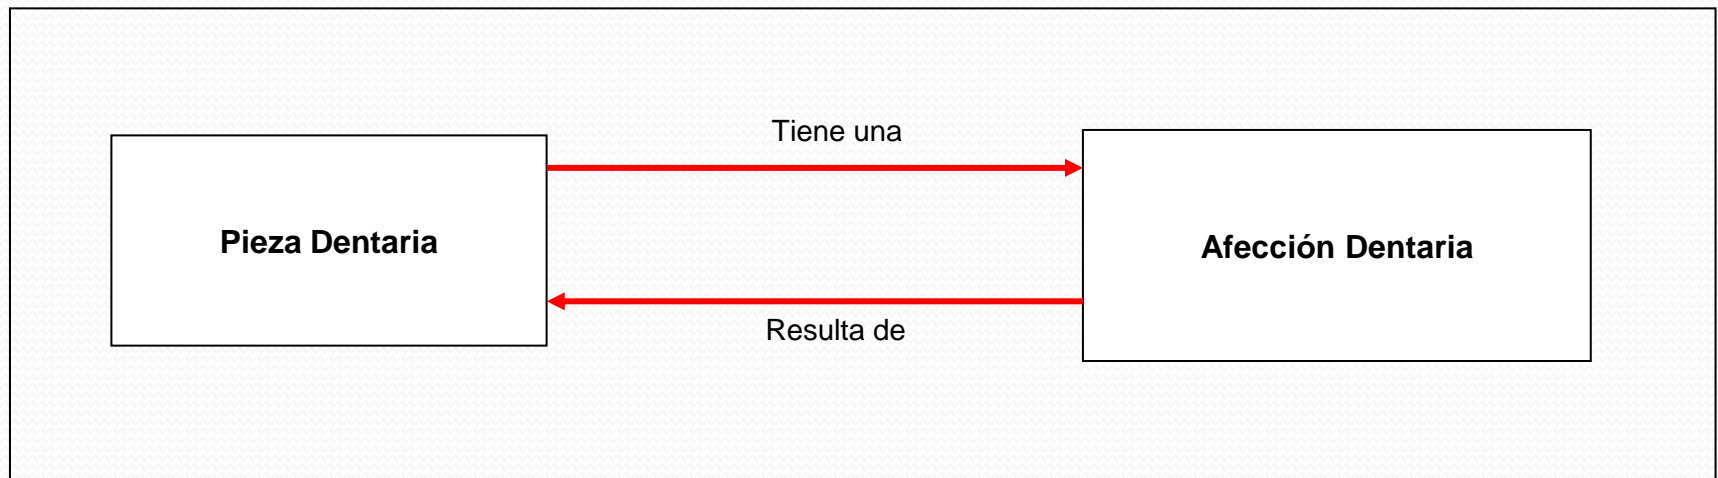 Tiene una
Pieza Dentaria
Afección Dentaria
Resulta de